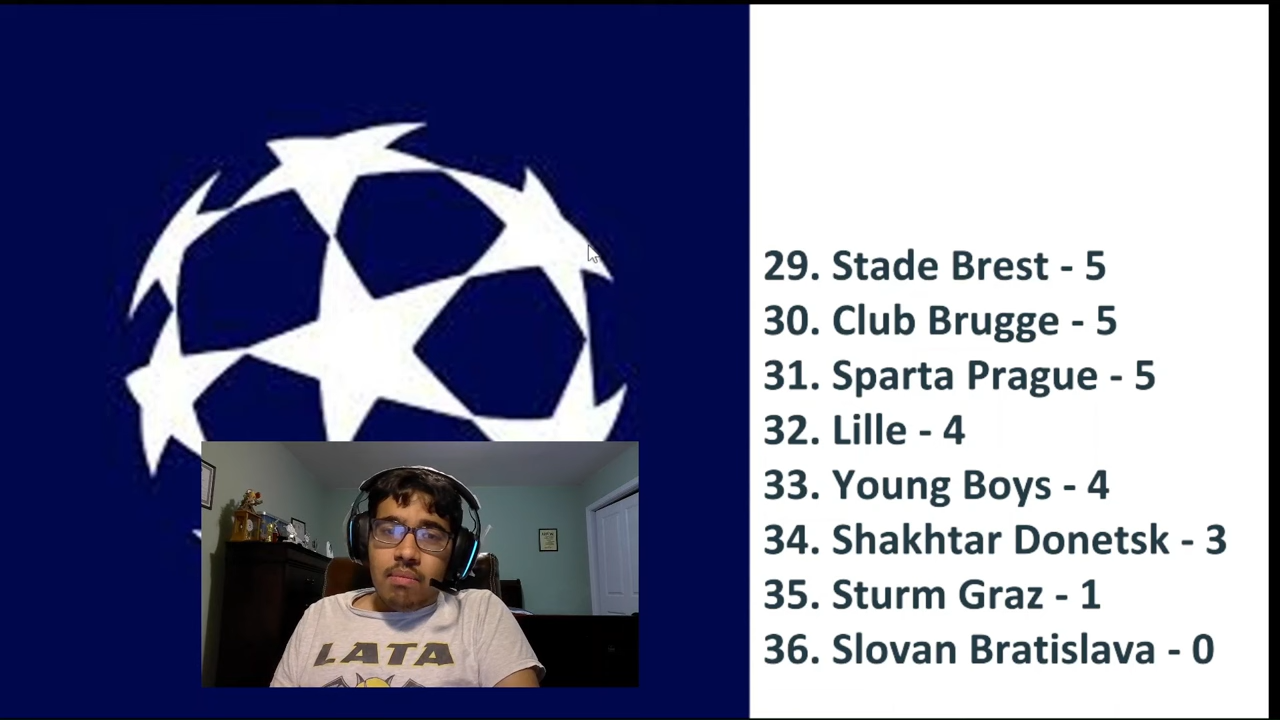 29. Stade Brest - 5
30. Club Brugge - 5
31. Sparta Prague - 5
32. Lille - 4
33. Young Boys - 4
34. Shakhtar Donetsk - 3
35. Sturm Graz - 1
36. Slovan Bratislava - 0
LATA